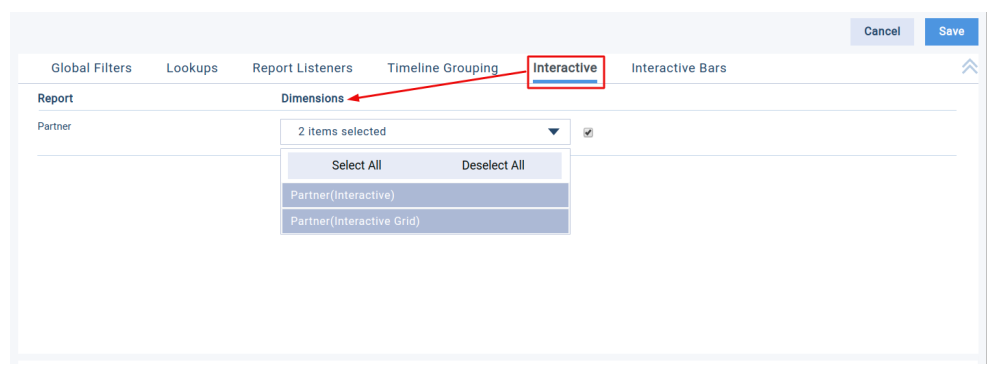 Cancel Save
Global Filters Lookups Report Listeners Timeline Grouping Interactive Interactive Bars
Report Dimensions
Partner 2 items selected
Select All Deselect All
Partner(Interactive)
Partner(Interactive Grid)